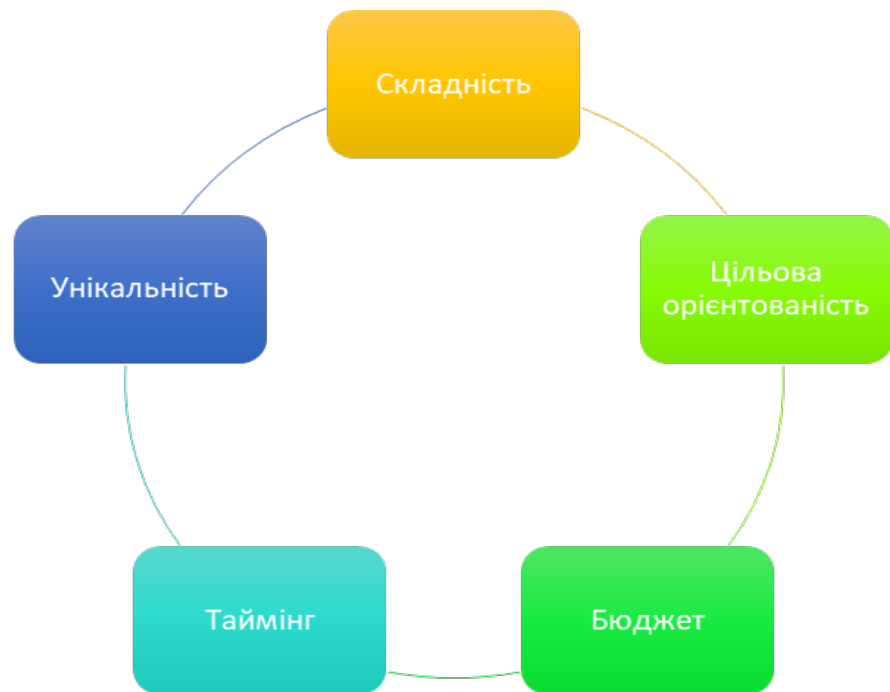 Складність
Цільова
орієнтованість
Бюджет
Таймінг
Унікальність